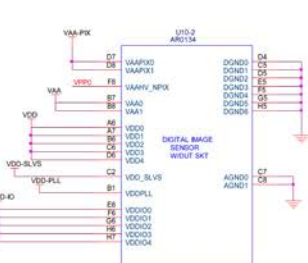 U10-2
AR0134
VAA-PIX
D7 VAAPIX0
D8 VAAPIX1
VPP0 F8 VAAHV_NPIX
VAA
B7 VAA0
B8 VAA1
VDD
A6 VDD0
A7 VDD1
B6 VDD2
C6 VDD3
D6 VDD4
VDD-SLVS
C2 VDD_SLVS
VDD-PLL
B1 VDDPLL
D-IO
E6 VDDIO0
F6 VDDIO1
G6 VDDIO2
H6 VDDIO3
H7 VDDIO4
DIGITAL IMAGE
SENSOR
W/OUT SKT
DGND0 D4
DGND1 C5
DGND2 D5
DGND3 E5
DGND4 F5
DGND5 G5
DGND6 H5
AGND0 C7
AGND1 C8